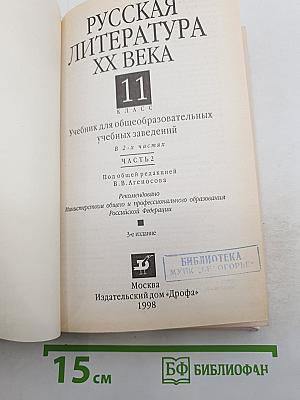 РУССКАЯ
ЛИТЕРАТУРА
XX ВЕКА
11
КЛАСС
Учебник для общеобразовательных
учебных заведений
В 2-х частях
ЧАСТЬ 2
Под общей редакцией
В.В.Агеносова
Рекомендовано
Министерством общего и профессионального образования
Российской Федерации
3-е издание
БИБЛИОТЕКА
Москва
Издательский дом «Дрофа»
1998
15 см
БФ БИБЛИОФАН